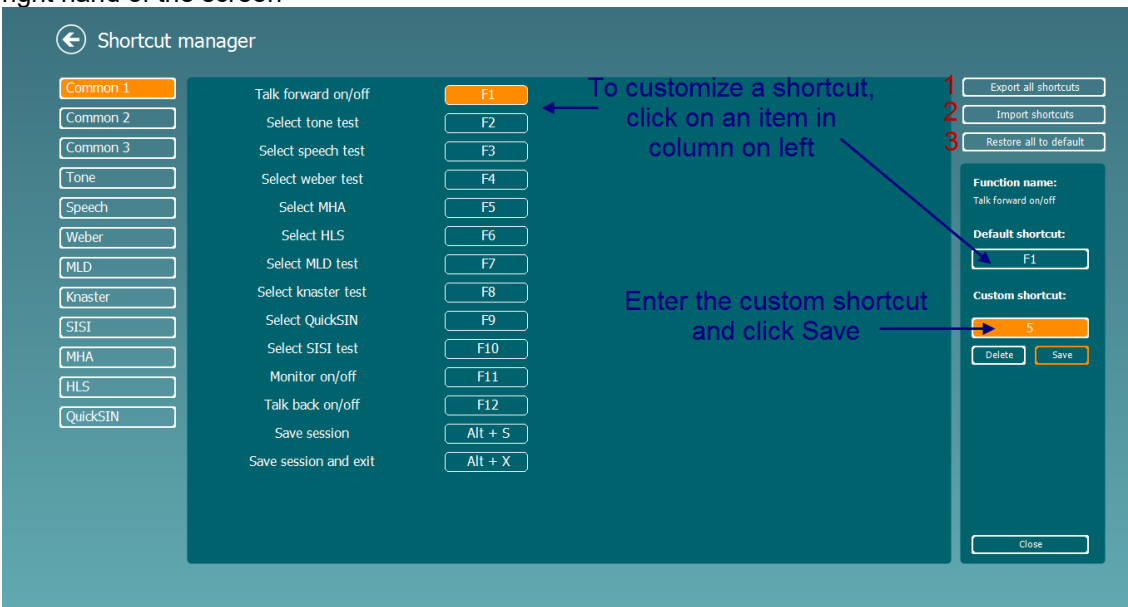 right hand of the screen
Shortcut manager
Common 1
Common 2
Common 3
Tone
Speech
Weber
MLD
Knaster
SISI
MHA
HLS
QuickSIN
Talk forward on/off F1
Select tone test F2
Select speech test F3
Select weber test F4
Select MHA F5
Select HLS F6
Select MLD test F7
Select knaster test F8
Select QuickSIN F9
Select SISI test F10
Monitor on/off F11
Talk back on/off F12
Save session Alt + S
Save session and exit Alt + X
To customize a shortcut,
click on an item in
column on left
Enter the custom shortcut
and click Save
1 Export all shortcuts
2 Import shortcuts
3 Restore all to default
Function name:
Talk forward on/off
Default shortcut:
F1
Custom shortcut:
5
Delete Save
Close